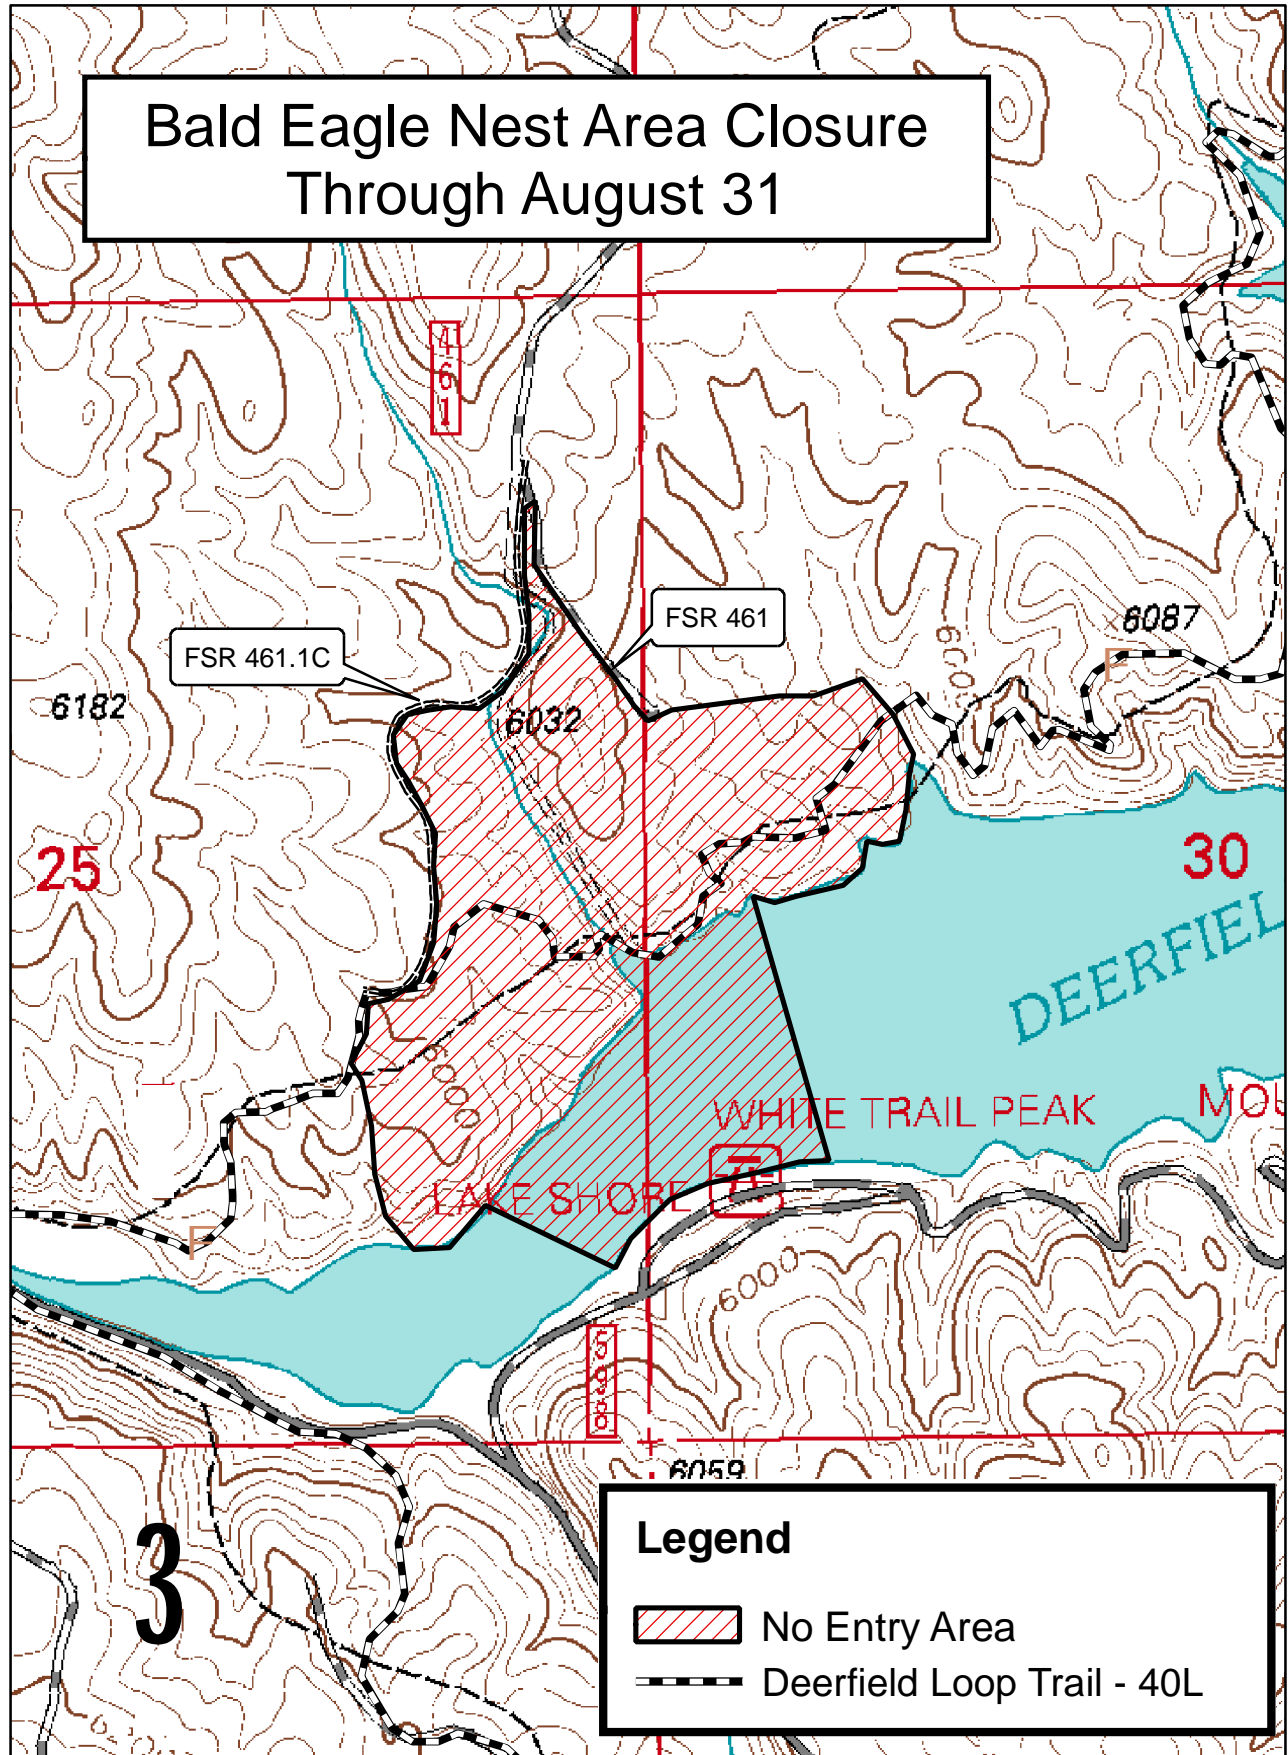 Bald Eagle Nest Area Closure
Through August 31
461
FSR 461
6087
FSR 461.1C
600
6182
6032
25
30
DEERFIEL
6000
WHITE TRAIL PEAK
MOU
LAKE SHORE
F
F
6000
6059
3
Legend
No Entry Area
Deerfield Loop Trail - 40L